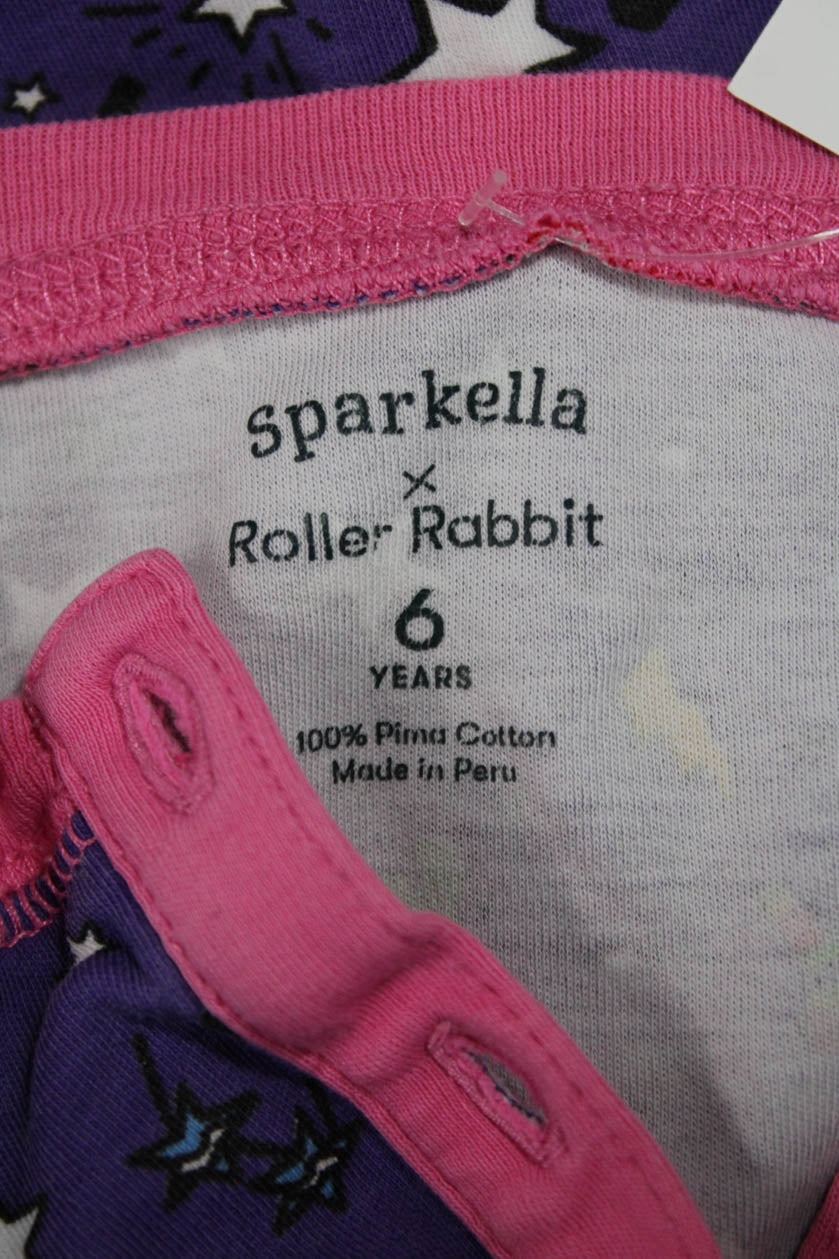 sparkella
×
Roller Rabbit
6
YEARS
100% Pima Cotton
Made in Peru